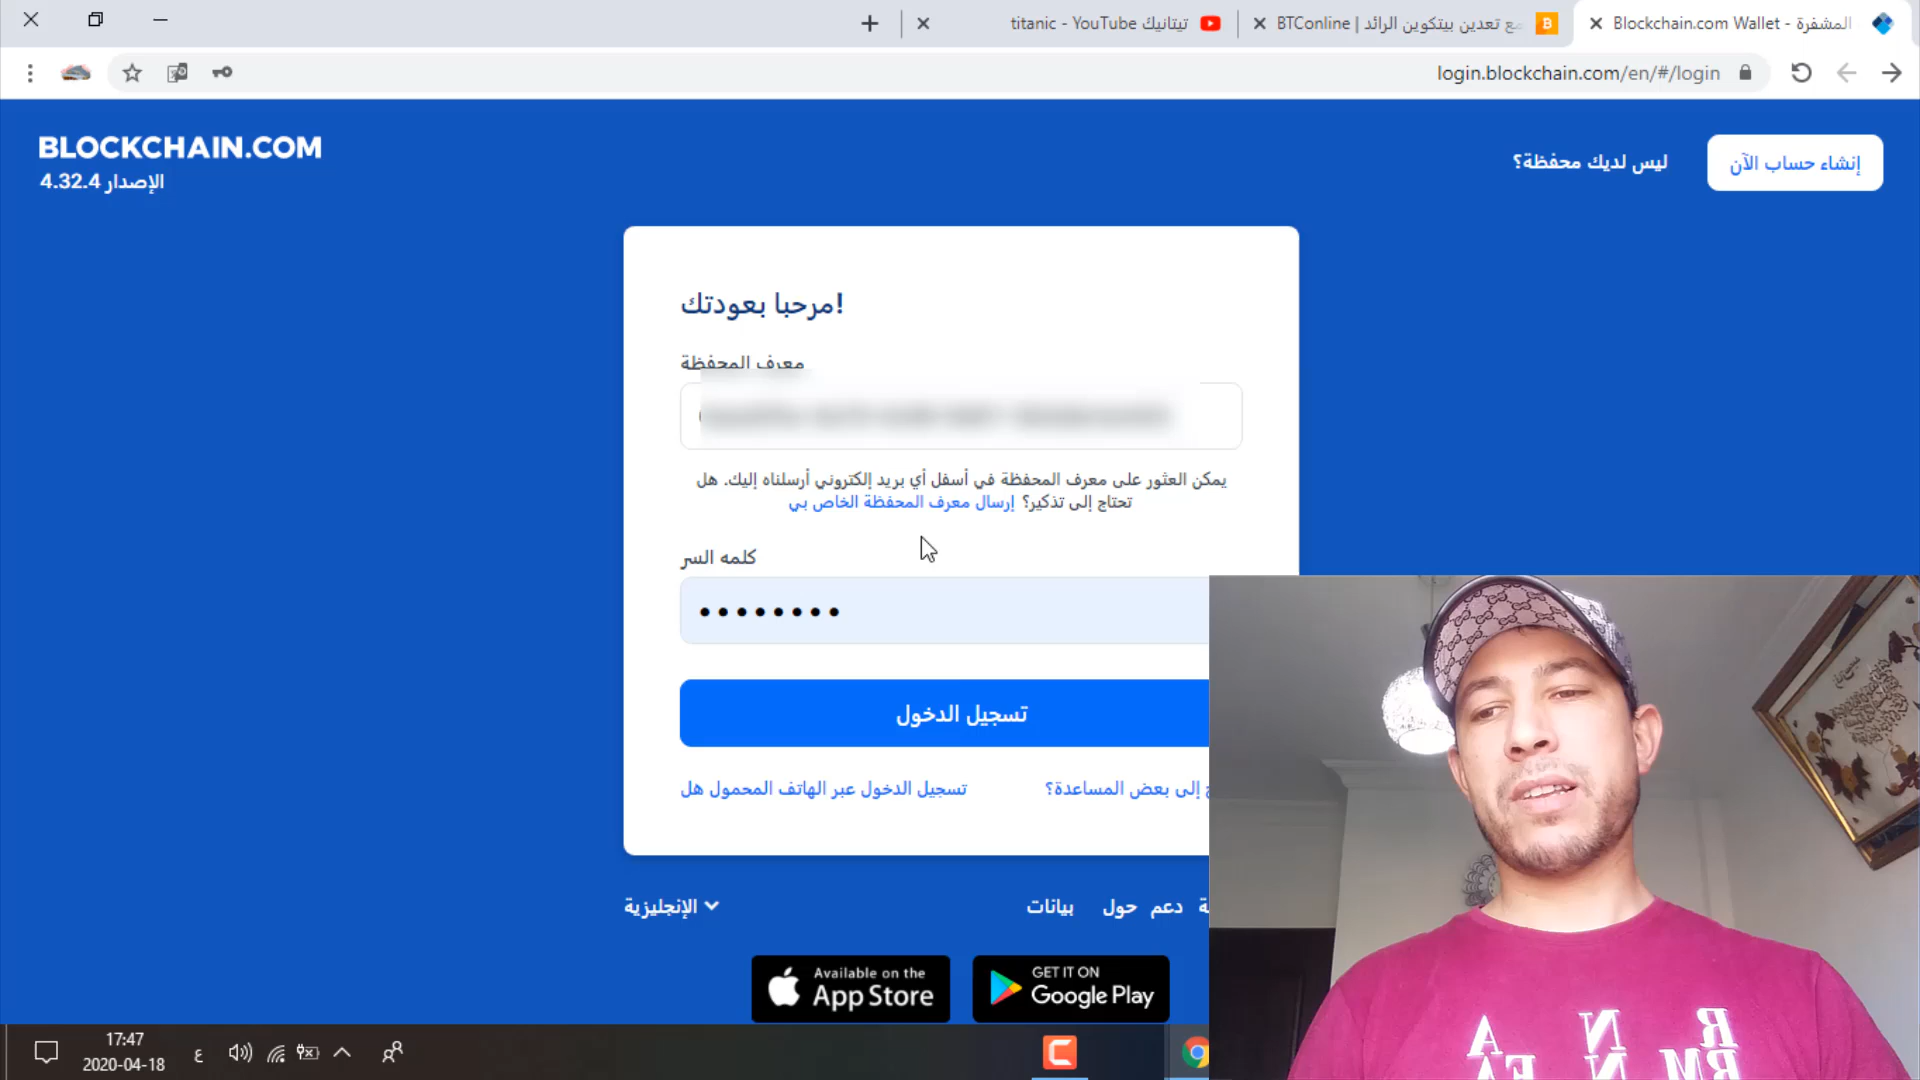 titanic - YouTube تيتانيك
BTConline | مع تعدين بيتكوين الرائد
Blockchain.com Wallet - المشفرة
login.blockchain.com/en/#/login
BLOCKCHAIN.COM
الإصدار 4.32.4
ليس لديك محفظة؟
إنشاء حساب الآن
مرحبا بعودتك!
معرف المحفظة
يمكن العثور على معرف المحفظة في أسفل أي بريد إلكتروني أرسلناه إليك. هل
تحتاج إلى تذكير؟ إرسال معرف المحفظة الخاص بي
كلمه السر
تسجيل الدخول
تسجيل الدخول عبر الهاتف المحمول هل
إلى بعض المساعدة؟
الإنجليزية
بيانات
حول
دعم
Available on the
App Store
GET IT ON
Google Play
17:47
2020-04-18
ع